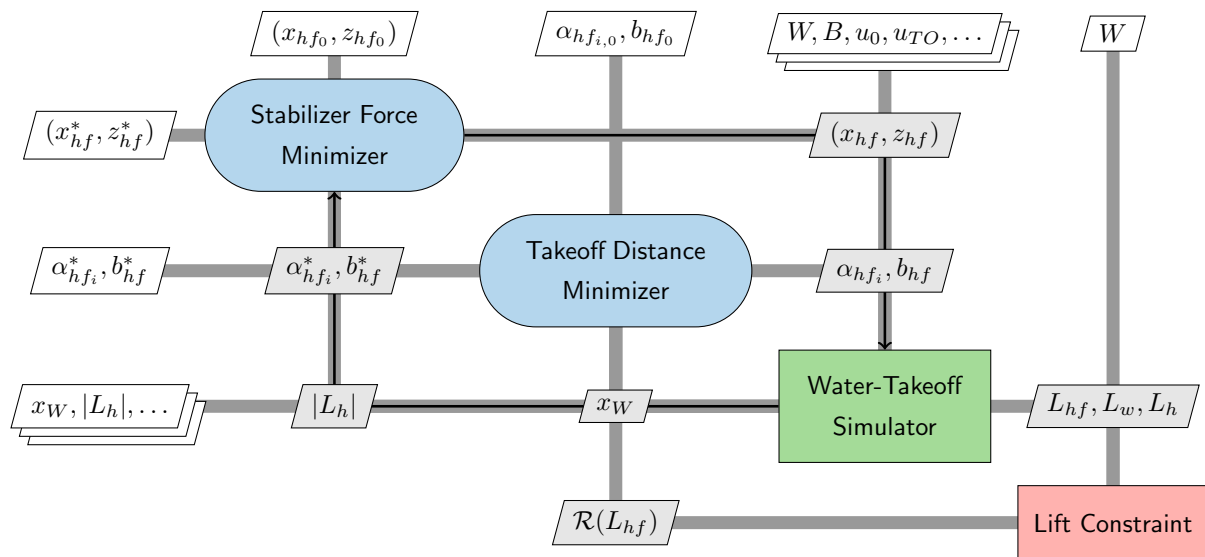 (x_{hf_0}, z_{hf_0})
α_{hf_{i,0}}, b_{hf_0}
W, B, u_0, u_{TO}, . . .
W
(x^*_{hf}, z^*_{hf})
Stabilizer Force
Minimizer
(x_{hf}, z_{hf})
α^*_{hf_i}, b^*_{hf}
α^*_{hf_i}, b^*_{hf}
Takeoff Distance
Minimizer
α_{hf_i}, b_{hf}
x_W, |L_h|, . . .
|L_h|
x_W
Water-Takeoff
Simulator
L_{hf}, L_w, L_h
R(L_{hf})
Lift Constraint